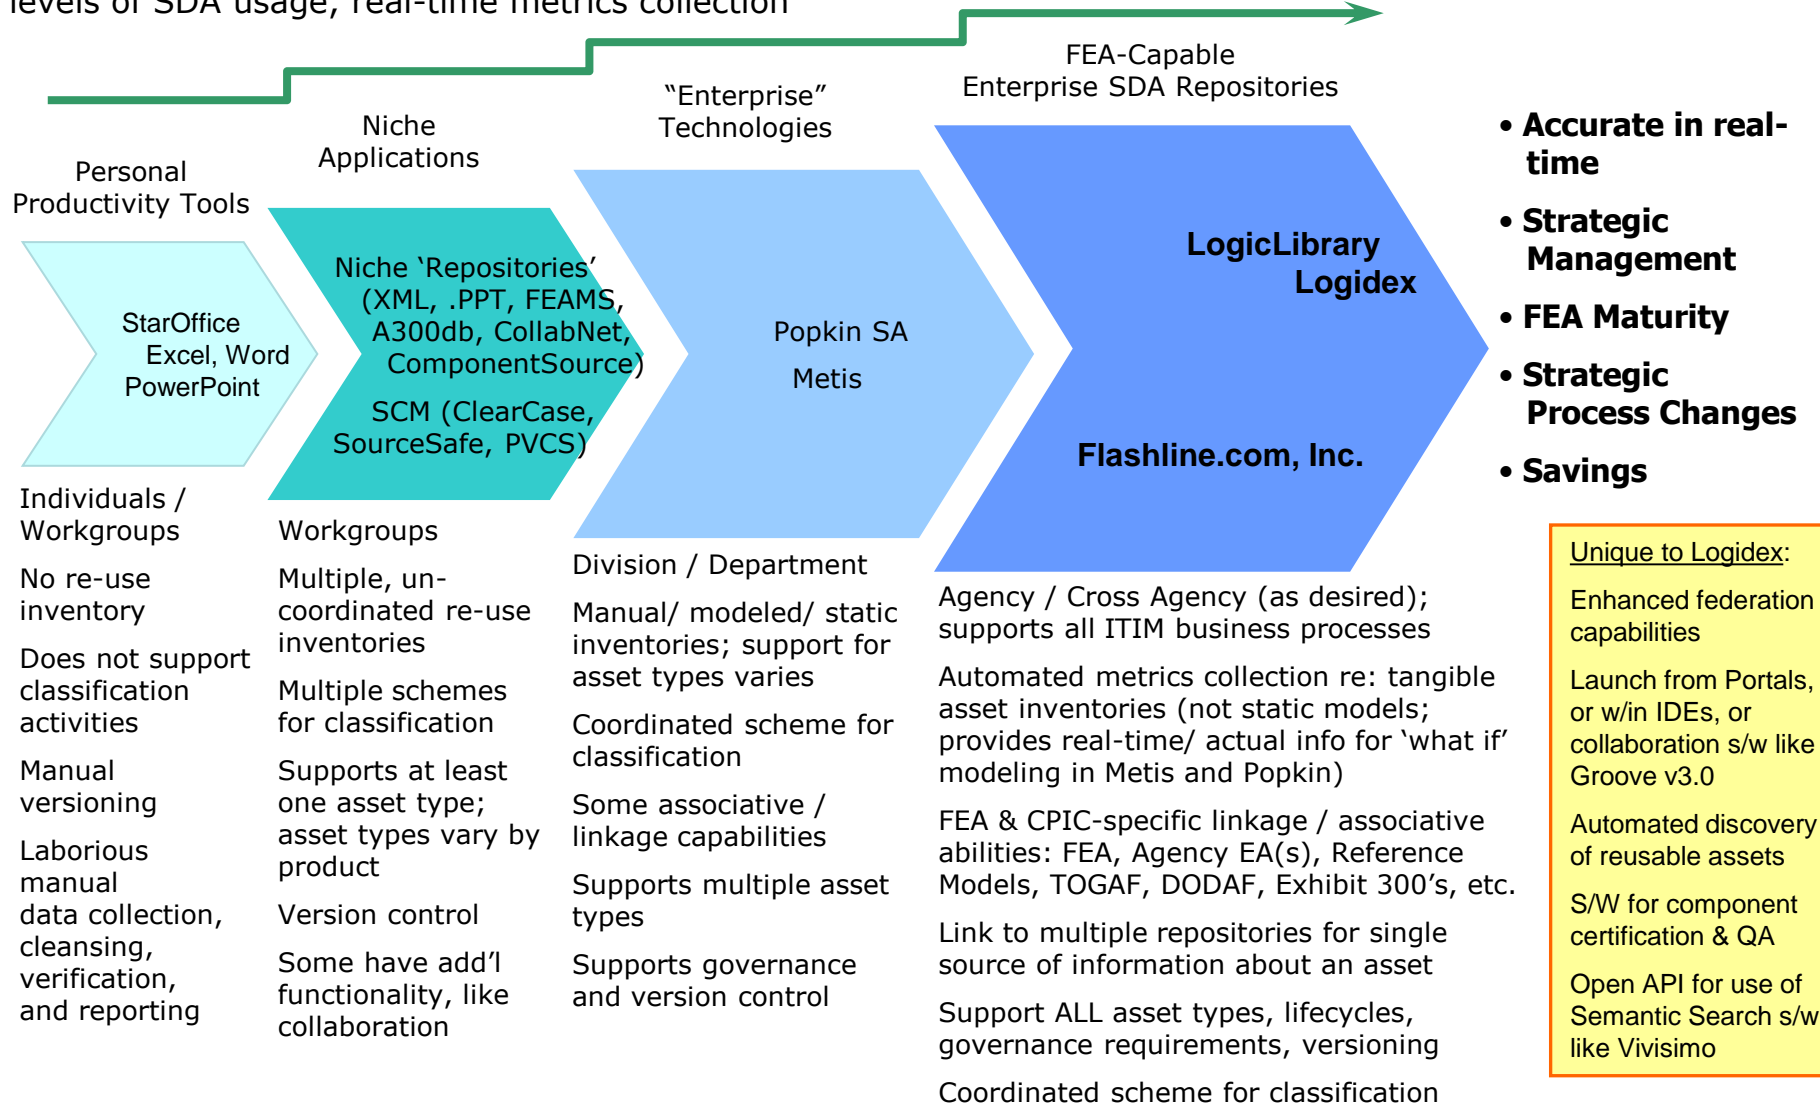 levels of SDA usage, real-time metrics collection
Personal
Productivity Tools
StarOffice
Excel, Word
PowerPoint
Individuals /
Workgroups
No re-use
inventory
Does not support
classification
activities
Manual
versioning
Laborious
manual
data collection,
cleansing,
verification,
and reporting
Niche
Applications
Niche ‘Repositories’
(XML, .PPT, FEAMS,
A300db, CollabNet,
ComponentSource)
SCM (ClearCase,
SourceSafe, PVCS)
Workgroups
Multiple, un-
coordinated re-use
inventories
Multiple schemes
for classification
Supports at least
one asset type;
asset types vary by
product
Version control
Some have add’l
functionality, like
collaboration
“Enterprise”
Technologies
Popkin SA
Metis
Division / Department
Manual/ modeled/ static
inventories; support for
asset types varies
Coordinated scheme for
classification
Some associative /
linkage capabilities
Supports multiple asset
types
Supports governance
and version control
FEA-Capable
Enterprise SDA Repositories
LogicLibrary
Logidex
Flashline.com, Inc.
Agency / Cross Agency (as desired);
supports all ITIM business processes
Automated metrics collection re: tangible
asset inventories (not static models;
provides real-time/ actual info for ‘what if’
modeling in Metis and Popkin)
FEA & CPIC-specific linkage / associative
abilities: FEA, Agency EA(s), Reference
Models, TOGAF, DODAF, Exhibit 300’s, etc.
Link to multiple repositories for single
source of information about an asset
Support ALL asset types, lifecycles,
governance requirements, versioning
Coordinated scheme for classification
• Accurate in real-
time
• Strategic
Management
• FEA Maturity
• Strategic
Process Changes
• Savings
Unique to Logidex:
Enhanced federation
capabilities
Launch from Portals,
or w/in IDEs, or
collaboration s/w like
Groove v3.0
Automated discovery
of reusable assets
S/W for component
certification & QA
Open API for use of
Semantic Search s/w
like Vivisimo